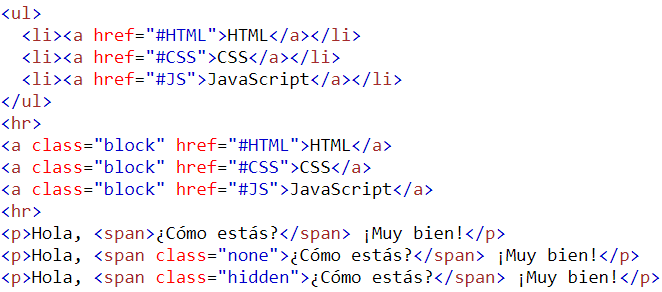 <ul>
  <li><a href="#HTML">HTML</a></li>
  <li><a href="#CSS">CSS</a></li>
  <li><a href="#JS">JavaScript</a></li>
</ul>
<hr>
<a class="block" href="#HTML">HTML</a>
<a class="block" href="#CSS">CSS</a>
<a class="block" href="#JS">JavaScript</a>
<hr>
<p>Hola, <span>¿Cómo estás?</span> ¡Muy bien!</p>
<p>Hola, <span class="none">¿Cómo estás?</span> ¡Muy bien!</p>
<p>Hola, <span class="hidden">¿Cómo estás?</span> ¡Muy bien!</p>